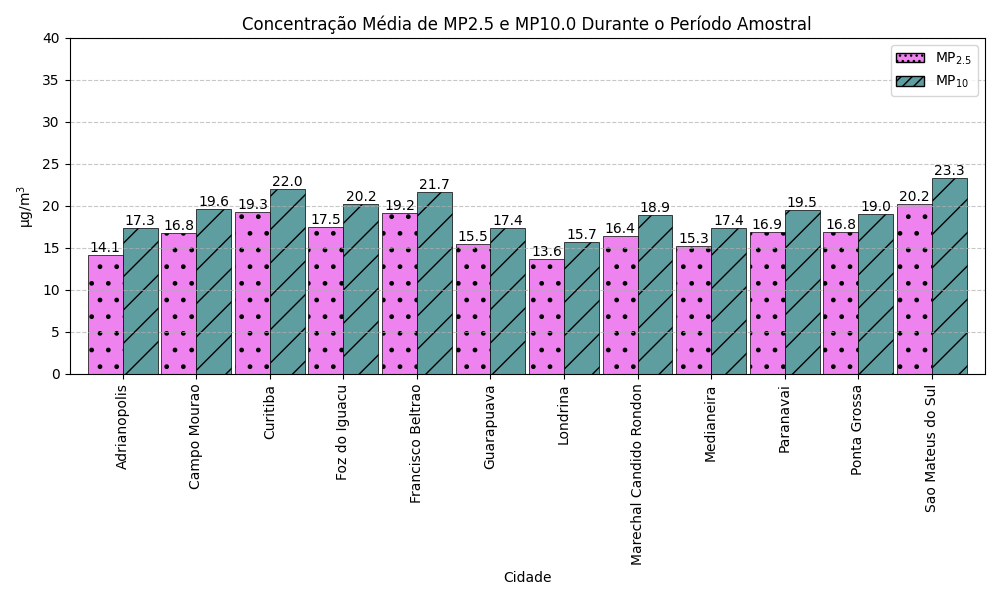 Concentração Média de MP2.5 e MP10.0 Durante o Período Amostral
µg/m³
40
35
30
25
20
15
10
5
0
MP₂.₅
MP₁₀
14.1 17.3 16.8 19.6 19.3 22.0 17.5 20.2 19.2 21.7 15.5 17.4 13.6 15.7 16.4 18.9 15.3 17.4 16.9 19.5 16.8 19.0 20.2 23.3
Adrianopolis
Campo Mourao
Curitiba
Foz do Iguacu
Francisco Beltrao
Guarapuava
Londrina
Marechal Candido Rondon
Medianeira
Paranavai
Ponta Grossa
Sao Mateus do Sul
Cidade